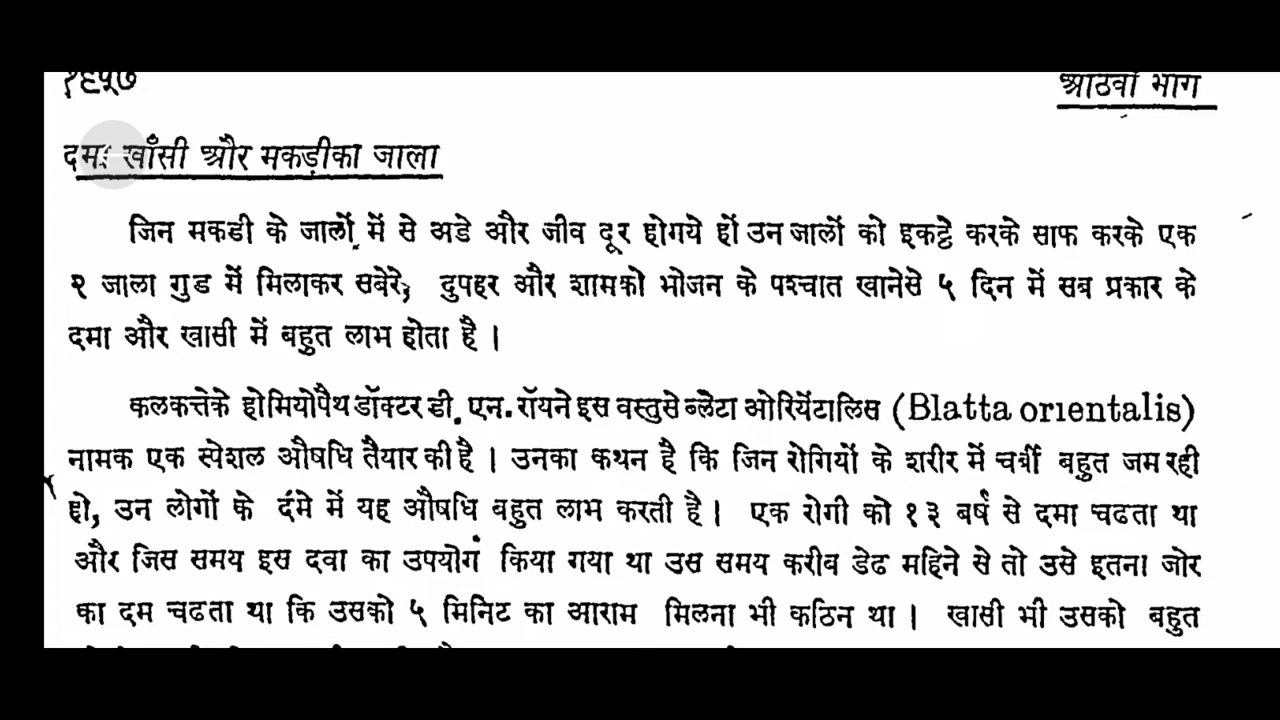 १९५७ आठवाँ भाग
दमा खाँसी और मकड़ीका जाला
जिन मकडी के जालों में से अडे और जीव दूर होगये हों उन जालों को इकट्ठे करके साफ करके एक
२ जाला गुड में मिलाकर सबेरे, दुपहर और शामको भोजन के पश्चात खानेसे ५ दिन में सब प्रकार के
दमा और खासी में बहुत लाभ होता है ।
कलकत्तेके होमियोपैथ डॉक्टर डी. एन. रॉयने इस वस्तुसे ब्लेटा ओरियेंटालिस (Blatta orientalis)
नामक एक स्पेशल औषधि तैयार की है । उनका कथन है कि जिन रोगियों के शरीर में चर्बी बहुत जम रही
हो, उन लोगों के दमे में यह औषधि बहुत लाभ करती है । एक रोगी को १३ बर्ष से दमा चढता था
और जिस समय इस दवा का उपयोग किया गया था उस समय करीब डेढ महिने से तो उसे इतना जोर
का दम चढता था कि उसको ५ मिनिट का आराम मिलना भी कठिन था । खासी भी उसको बहुत